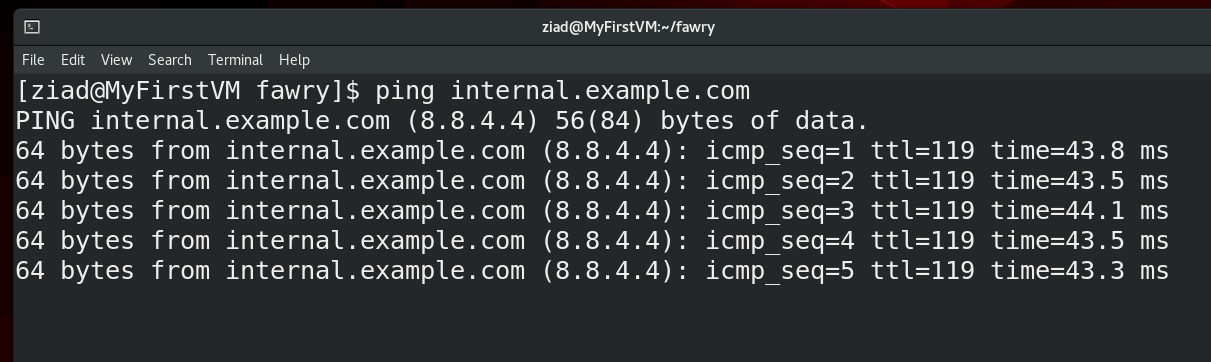 ziad@MyFirstVM:~/fawry
File Edit View Search Terminal Help
[ziad@MyFirstVM fawry]$ ping internal.example.com
PING internal.example.com (8.8.4.4) 56(84) bytes of data.
64 bytes from internal.example.com (8.8.4.4): icmp_seq=1 ttl=119 time=43.8 ms
64 bytes from internal.example.com (8.8.4.4): icmp_seq=2 ttl=119 time=43.5 ms
64 bytes from internal.example.com (8.8.4.4): icmp_seq=3 ttl=119 time=44.1 ms
64 bytes from internal.example.com (8.8.4.4): icmp_seq=4 ttl=119 time=43.5 ms
64 bytes from internal.example.com (8.8.4.4): icmp_seq=5 ttl=119 time=43.3 ms